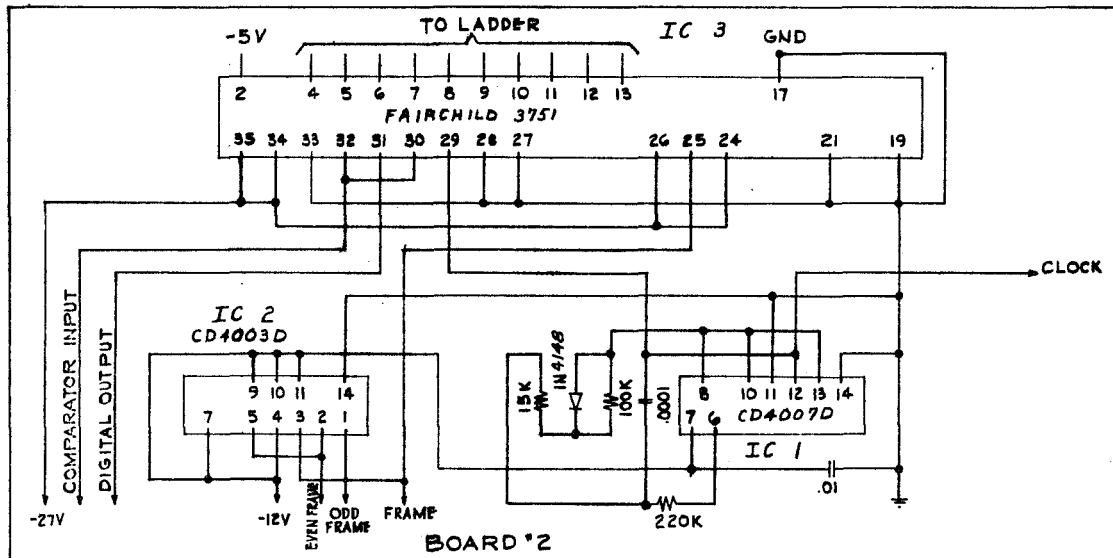 TO LADDER
IC 3
-5V
GND
2 4 5 6 7 8 9 10 11 12 13 17
FAIRCHILD 3751
35 34 33 32 31 30 29 28 27 26 25 24 21 19
CLOCK
COMPARATOR INPUT
DIGITAL OUTPUT
IC 2
CD4003D
9 10 11 14
7 5 4 3 2 1
15K
1N4148
100K
.0001
8 10 11 12 13 14
CD4007D
7 6
IC 1
.01
220K
-27V
-12V
EVEN FRAME
ODD FRAME
FRAME
BOARD #2